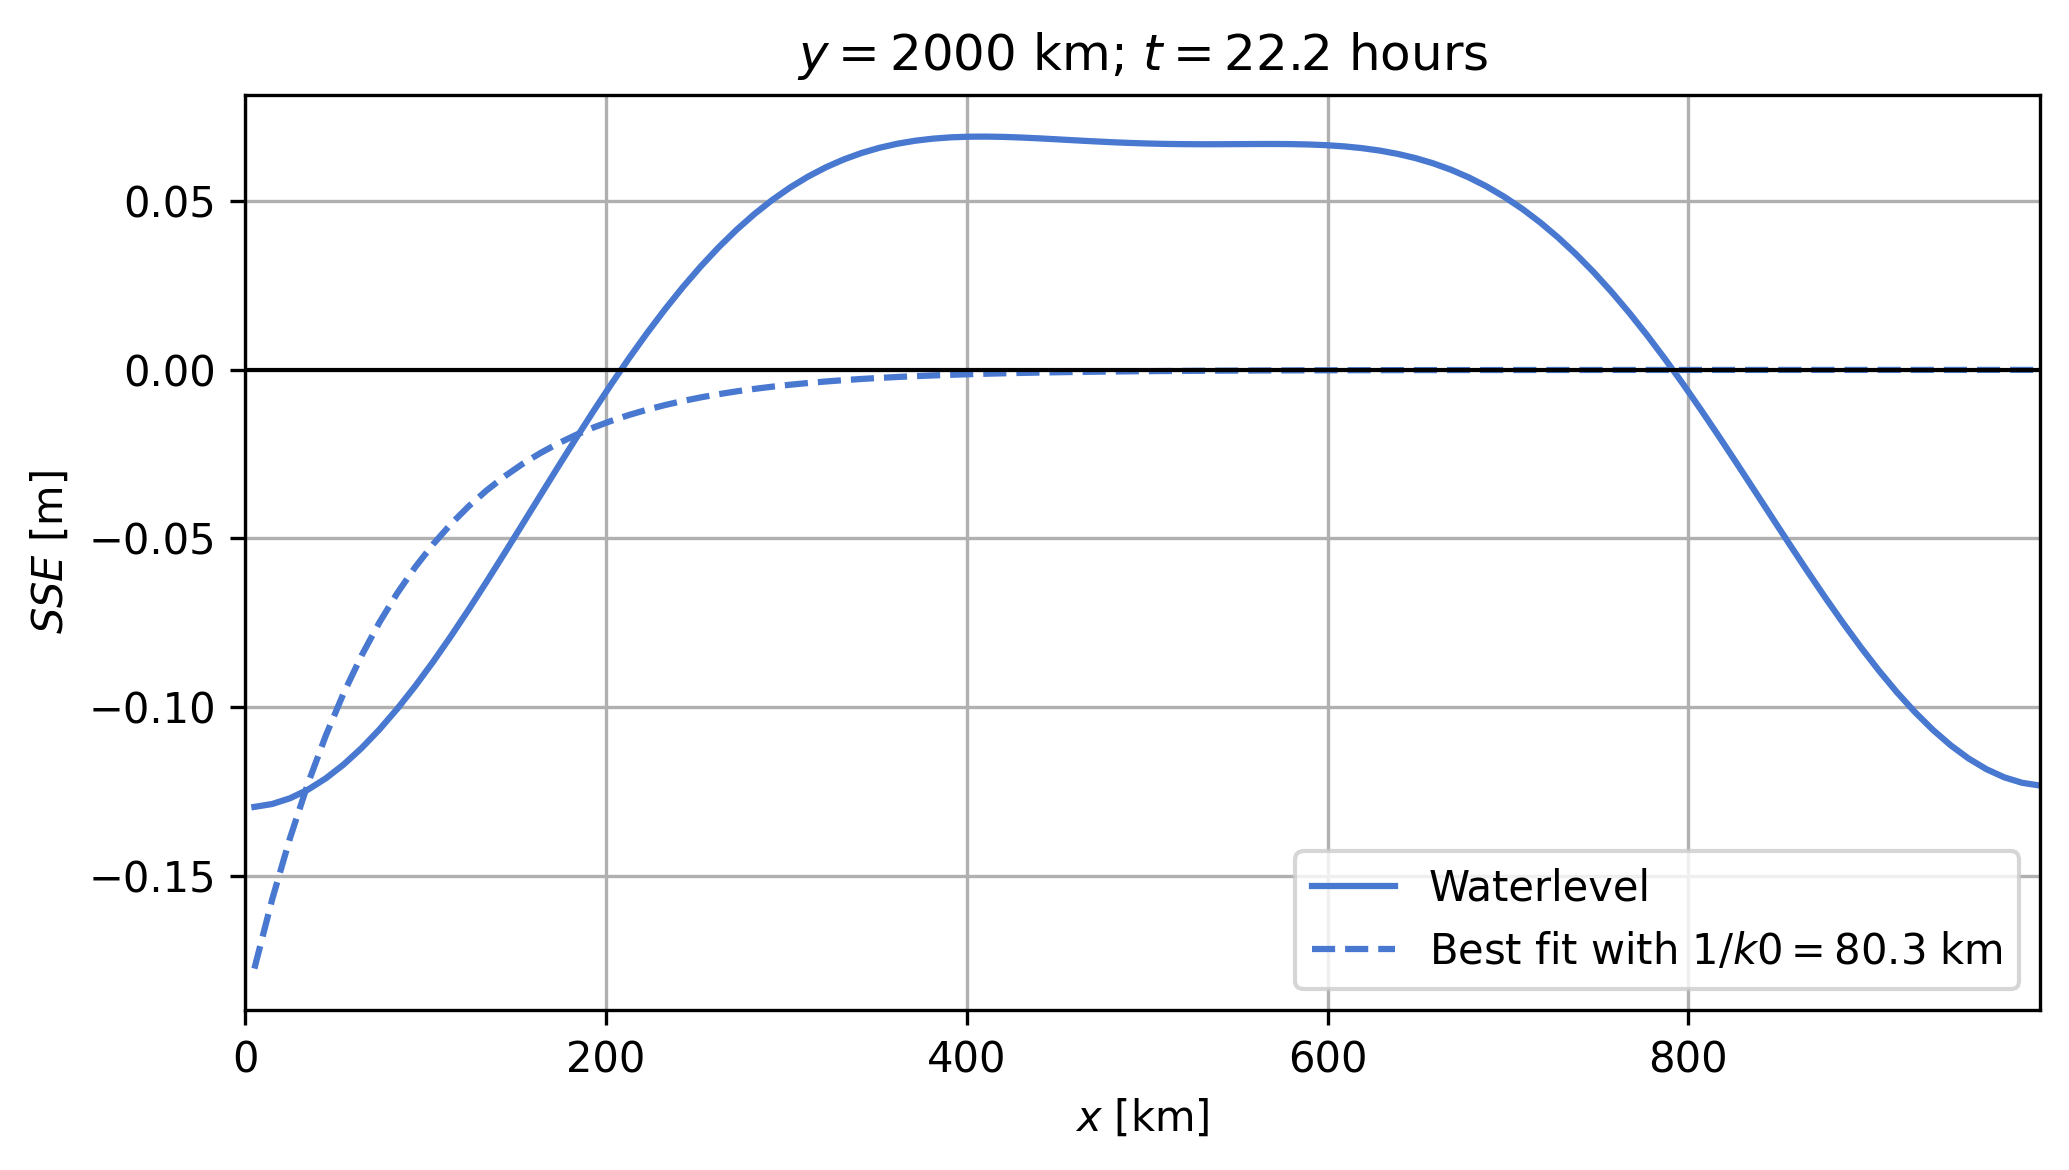 y = 2000 km; t = 22.2 hours
SSE [m]
0.05
0.00
−0.05
−0.10
−0.15
Waterlevel
Best fit with 1/k0 = 80.3 km
0 200 400 600 800
x [km]